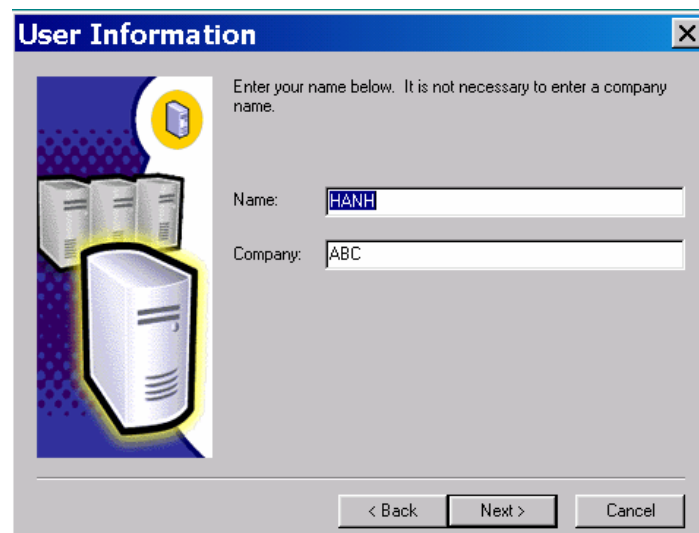 User Information
Enter your name below.  It is not necessary to enter a company
name.
Name: HANH
Company: ABC
< Back Next > Cancel